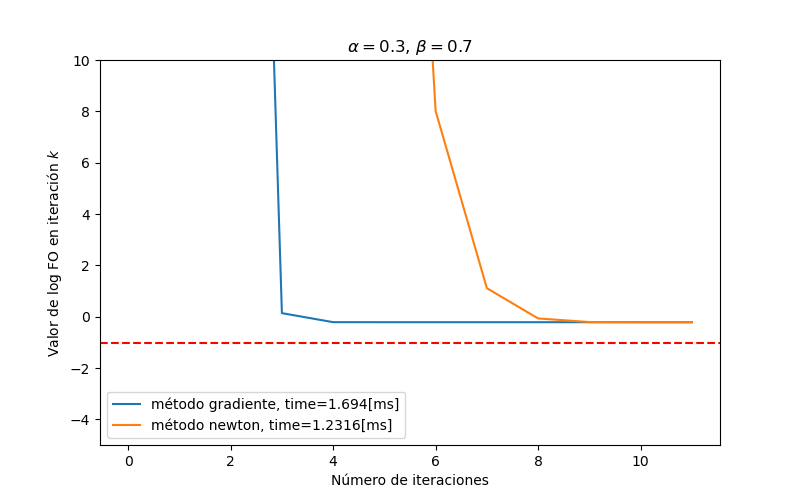 α = 0.3, β = 0.7
Valor de log FO en iteración k
10
8
6
4
2
0
−2
−4
método gradiente, time=1.694[ms]
método newton, time=1.2316[ms]
0 2 4 6 8 10
Número de iteraciones